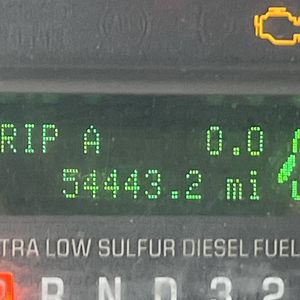 RIP A 0.0
54443.2 mi
TRA LOW SULFUR DIESEL FUEL
R N D 3 2